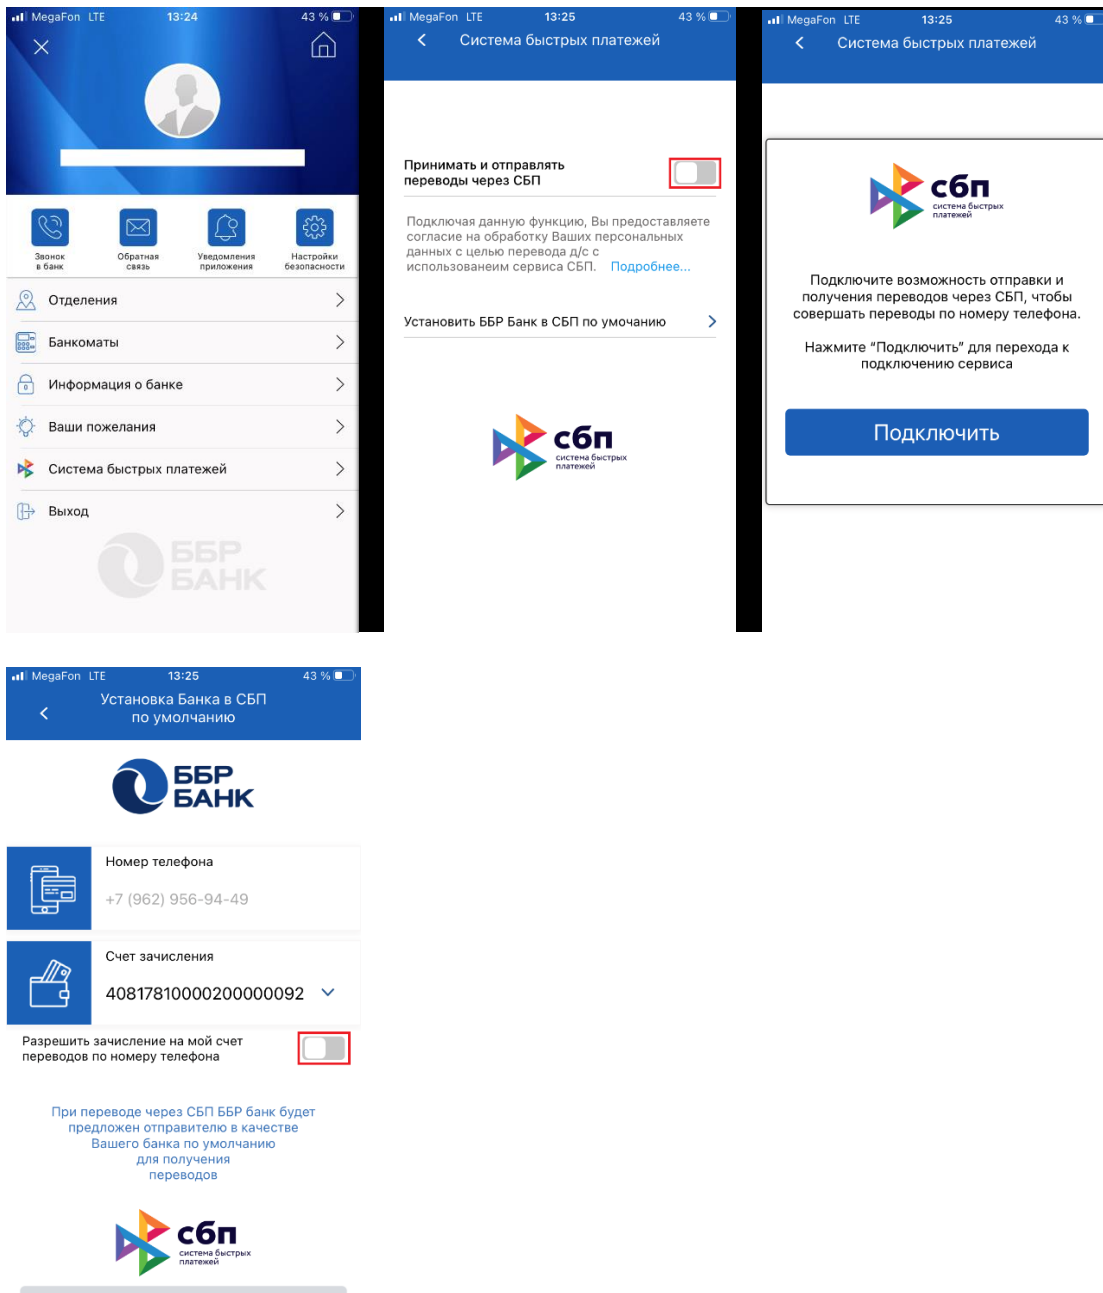 MegaFon LTE 13:24 43 %
Звонок
в банк
Обратная
связь
Уведомления
приложения
Настройки
безопасности
Отделения
Банкоматы
Информация о банке
Ваши пожелания
Система быстрых платежей
Выход
ББР
БАНК
MegaFon LTE 13:25 43 %
Система быстрых платежей
Принимать и отправлять
переводы через СБП
Подключая данную функцию, Вы предоставляете
согласие на обработку Ваших персональных
данных с целью перевода д/с с
использованеим сервиса СБП. Подробнее...
Установить ББР Банк в СБП по умочанию
сбп
система быстрых
платежей
MegaFon LTE 13:25 43 %
Система быстрых платежей
сбп
система быстрых
платежей
Подключите возможность отправки и
получения переводов через СБП, чтобы
совершать переводы по номеру телефона.
Нажмите “Подключить” для перехода к
подключению сервиса
Подключить
MegaFon LTE 13:25 43 %
Установка Банка в СБП
по умолчанию
ББР
БАНК
Номер телефона
+7 (962) 956-94-49
Счет зачисления
40817810000200000092
Разрешить зачисление на мой счет
переводов по номеру телефона
При переводе через СБП ББР банк будет
предложен отправителю в качестве
Вашего банка по умолчанию
для получения
переводов
сбп
система быстрых
платежей